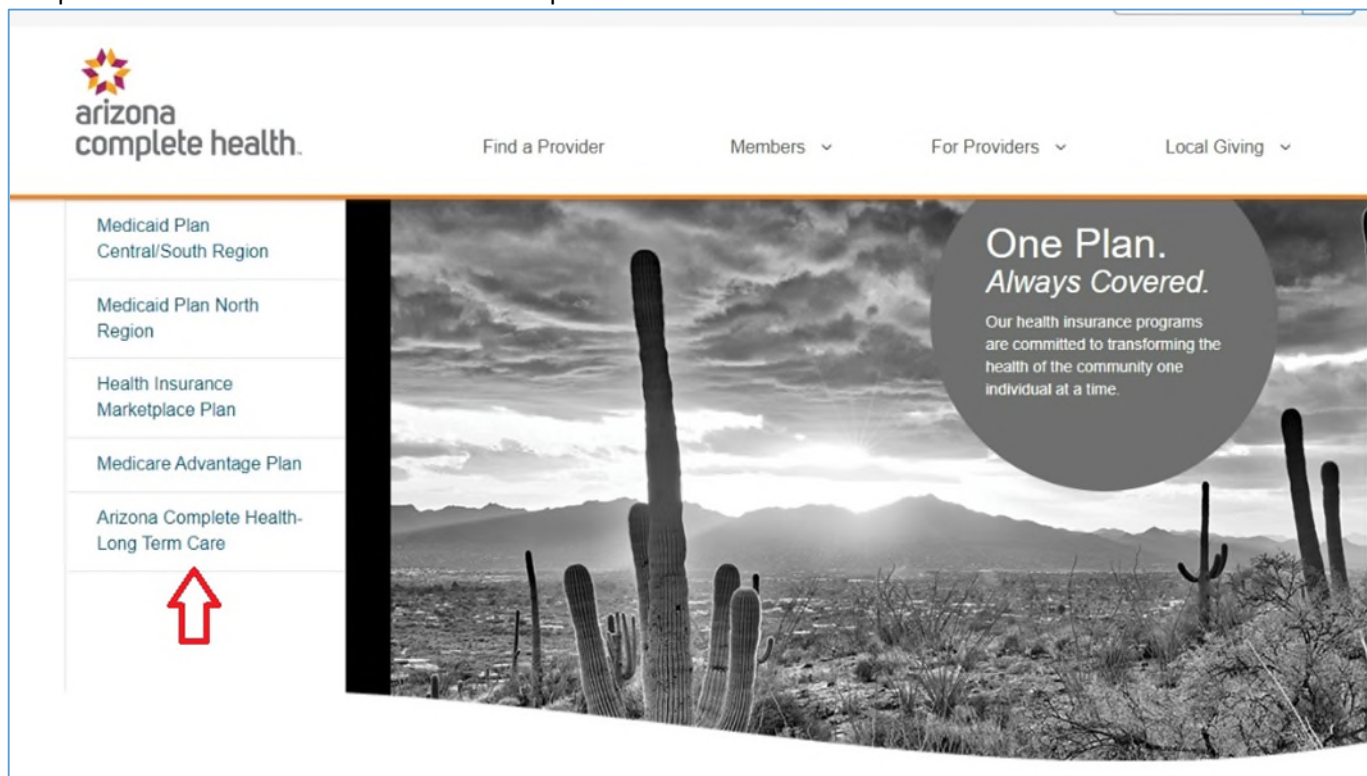 arizona
complete health
Find a Provider
Members
For Providers
Local Giving
Medicaid Plan
Central/South Region
Medicaid Plan North
Region
Health Insurance
Marketplace Plan
Medicare Advantage Plan
Arizona Complete Health-
Long Term Care
One Plan.
Always Covered.
Our health insurance programs
are committed to transforming the
health of the community one
individual at a time.